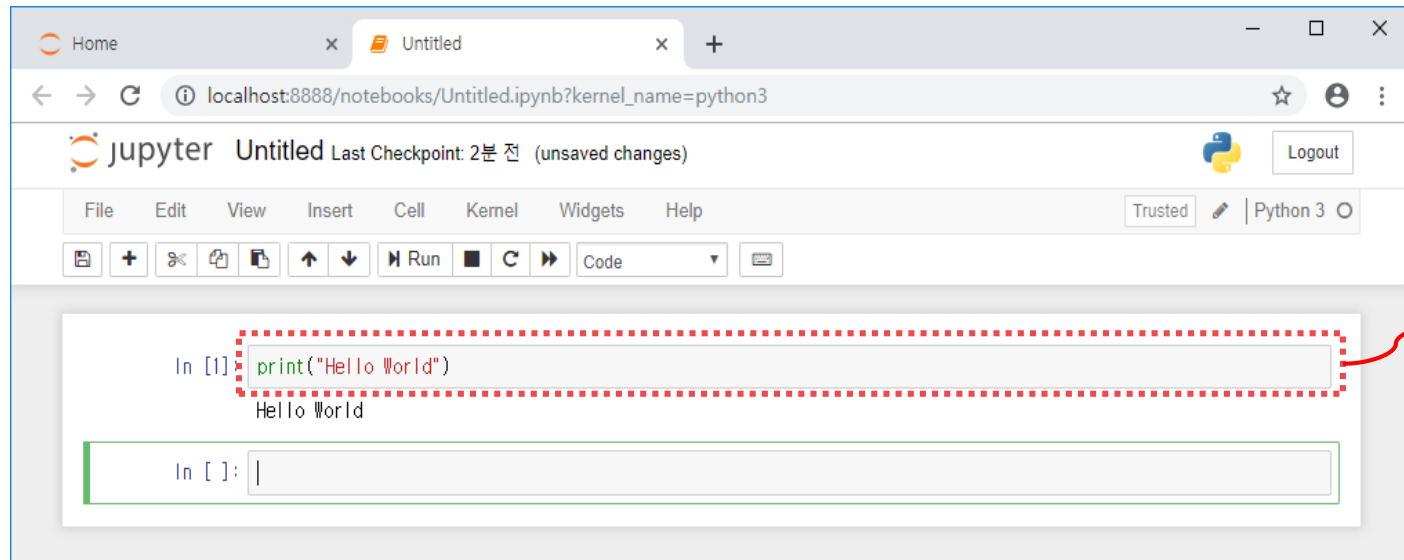 Home Untitled
localhost:8888/notebooks/Untitled.ipynb?kernel_name=python3
jupyter Untitled Last Checkpoint: 2분 전 (unsaved changes) Logout
File Edit View Insert Cell Kernel Widgets Help Trusted Python 3
Run Code
In [1]: print("Hello World")
Hello World
In [ ]: